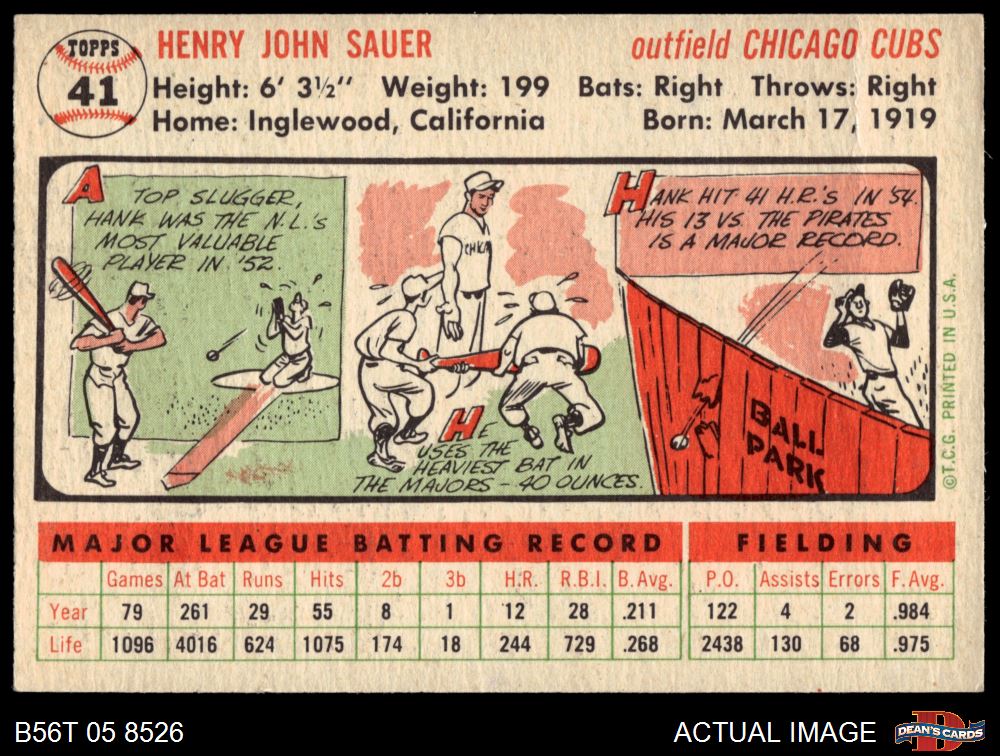 TOPPS
41
HENRY JOHN SAUER
outfield CHICAGO CUBS
Height: 6' 3½" Weight: 199 Bats: Right Throws: Right
Home: Inglewood, California Born: March 17, 1919
A TOP SLUGGER,
HANK WAS THE N.L.'s
MOST VALUABLE
PLAYER IN '52.
CHICA
HE
USES THE
HEAVIEST BAT IN
THE MAJORS - 40 OUNCES.
HANK HIT 41 H.R.'s IN '54.
HIS 13 VS. THE PIRATES
IS A MAJOR RECORD.
BALL
PARK
©T.C.G. PRINTED IN U.S.A.
MAJOR LEAGUE BATTING RECORD FIELDING
Games At Bat Runs Hits 2b 3b H.R. R.B.I. B. Avg. P.O. Assists Errors F. Avg.
Year 79 261 29 55 8 1 12 28 .211 122 4 2 .984
Life 1096 4016 624 1075 174 18 244 729 .268 2438 130 68 .975
B56T 05 8526
ACTUAL IMAGE
DEAN'S CARDS